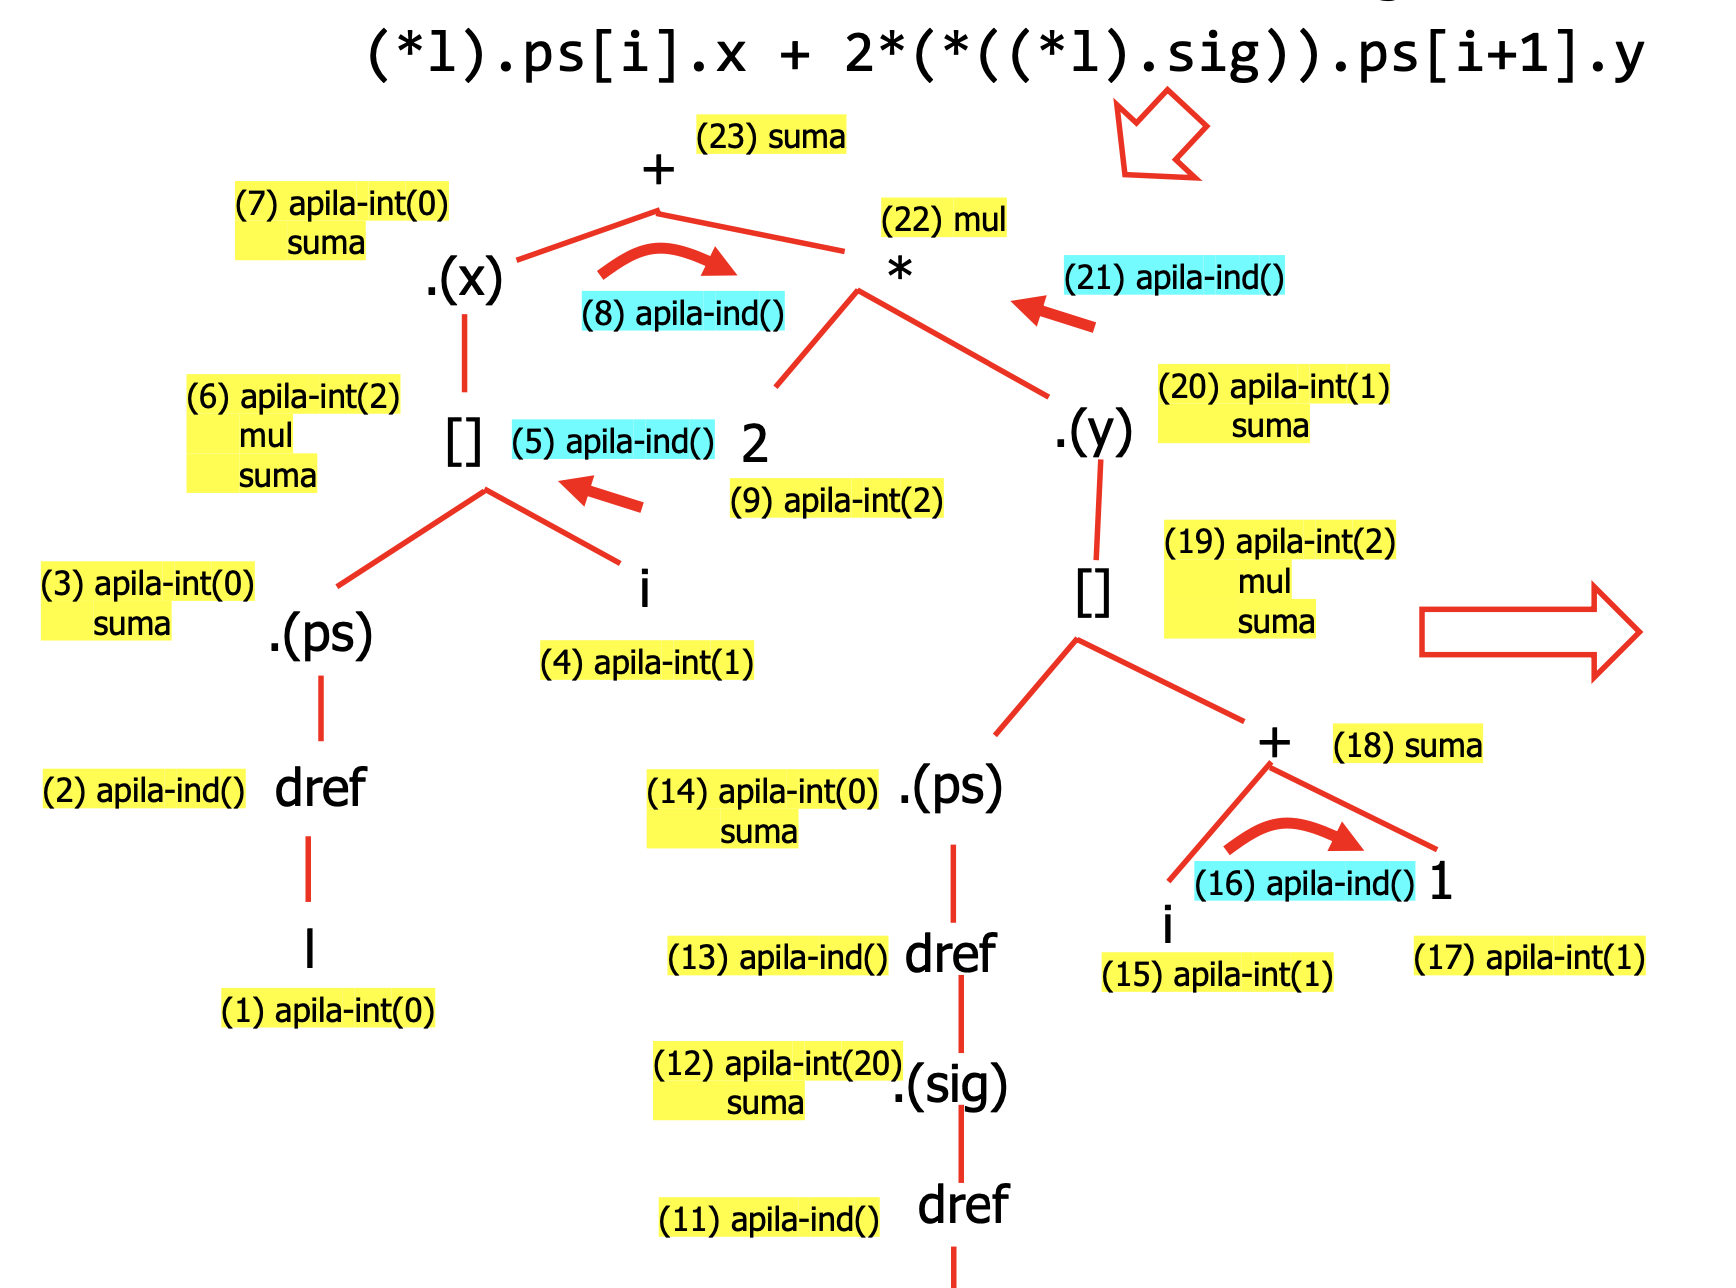 (*l).ps[i].x + 2*(*((*l).sig)).ps[i+1].y
(23) suma
+
(7) apila-int(0)
suma
(22) mul
.(x)
*
(21) apila-ind()
(8) apila-ind()
(6) apila-int(2)
mul
suma
[]
(5) apila-ind()
2
(20) apila-int(1)
suma
.(y)
(9) apila-int(2)
(19) apila-int(2)
mul
suma
(3) apila-int(0)
suma
.(ps)
i
[]
(4) apila-int(1)
+
(18) suma
(2) apila-ind()
dref
(14) apila-int(0)
suma
.(ps)
(16) apila-ind()
1
i
l
(13) apila-ind()
dref
(15) apila-int(1)
(17) apila-int(1)
(1) apila-int(0)
(12) apila-int(20)
suma
.(sig)
(11) apila-ind()
dref